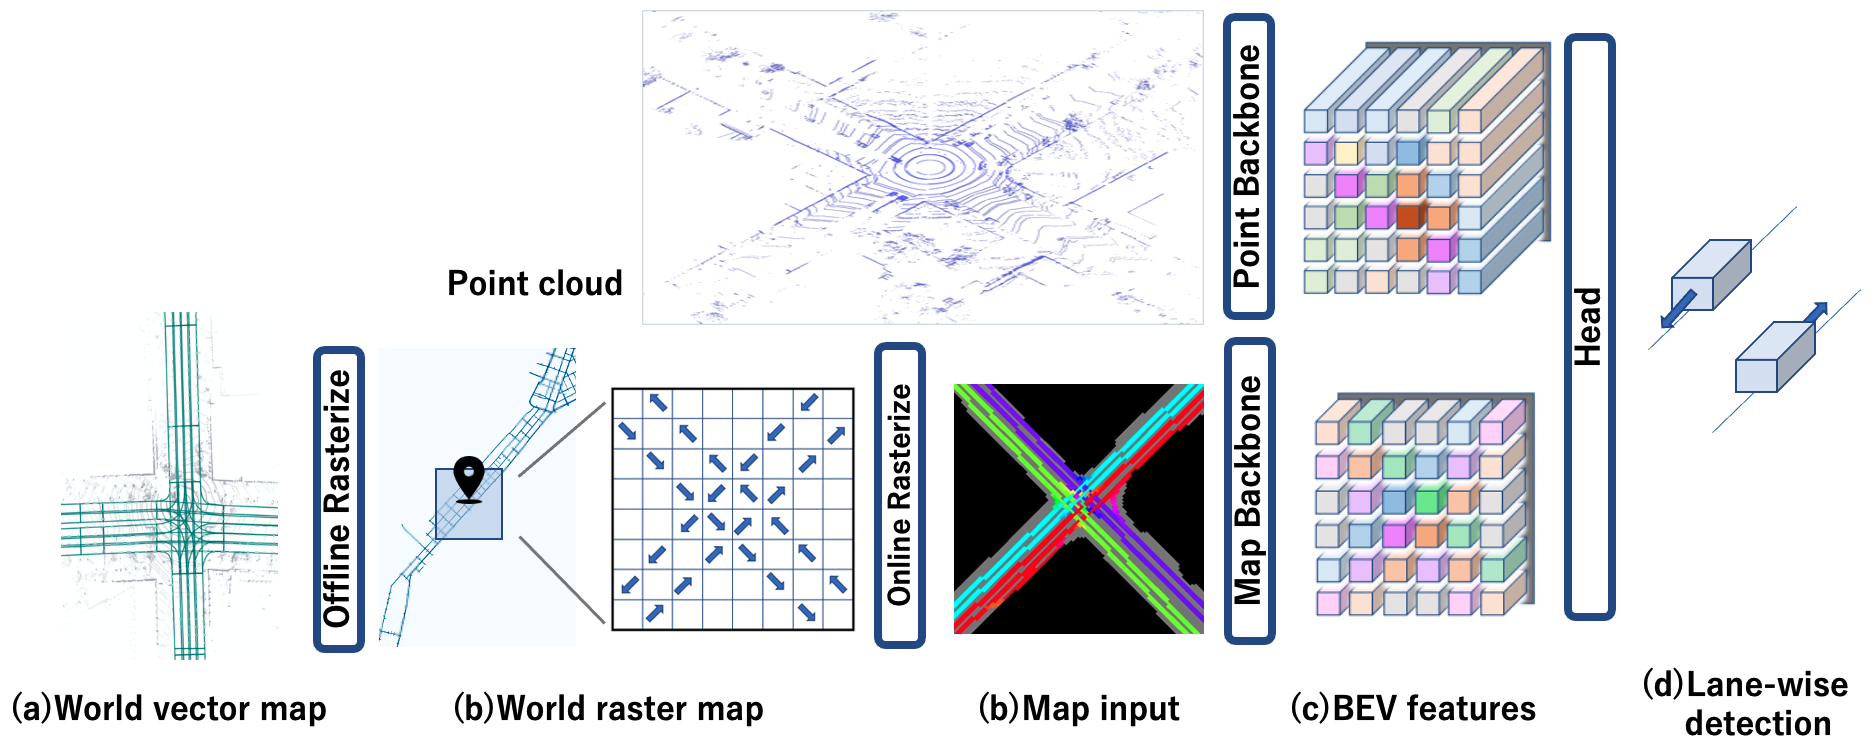 Point cloud
Point Backbone
Head
Offline Rasterize
Online Rasterize
Map Backbone
(a)World vector map
(b)World raster map
(b)Map input
(c)BEV features
(d)Lane-wise
detection